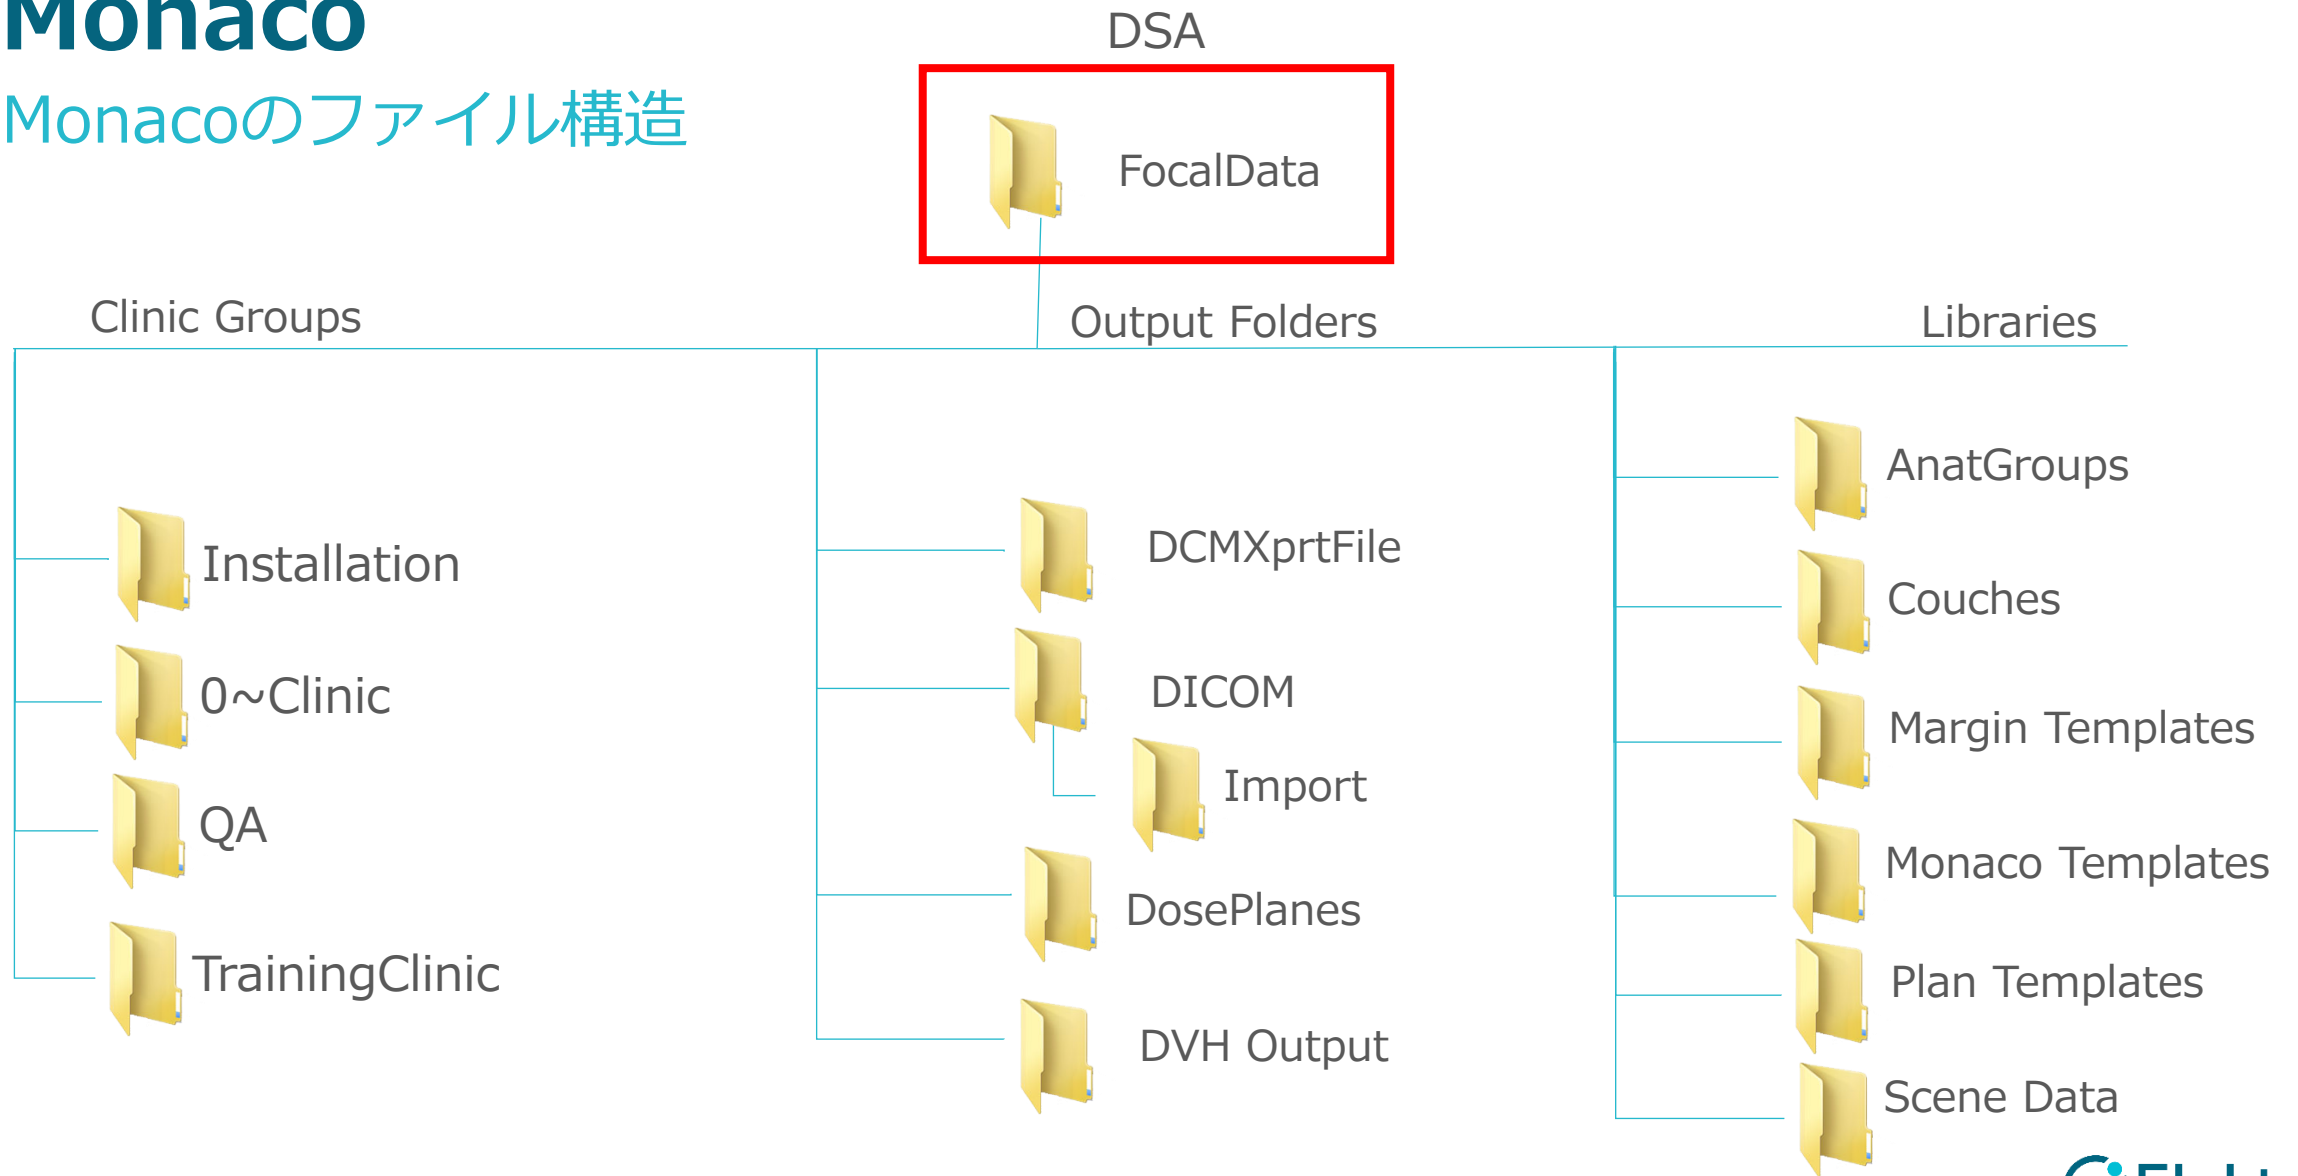 Monaco
Monacoのファイル構造
DSA
FocalData
Clinic Groups
Output Folders
Libraries
Installation
0~Clinic
QA
TrainingClinic
DCMXprtFile
DICOM
Import
DosePlanes
DVH Output
AnatGroups
Couches
Margin Templates
Monaco Templates
Plan Templates
Scene Data